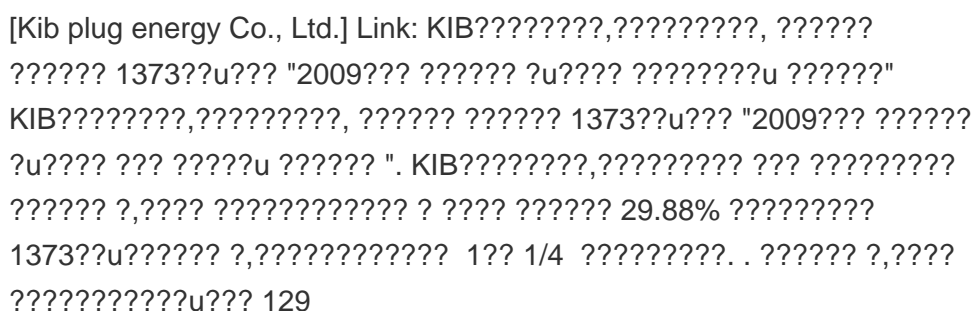 [Kib plug energy Co., Ltd.] Link: KIB????????,?????????, ??????
?????? 1373??u??? "2009??? ?????? ?u???? ????????u ??????"
KIB????????,?????????, ?????? ?????? 1373??u??? "2009??? ??????
?u???? ??? ?????u ?????? ". KIB????????,????????? ??? ?????????
?????? ?,???? ???????????? ? ???? ?????? 29.88% ?????????
1373??u?????? ?,???????????? 1?? 1/4 ?????????. . ?????? ?,????
???????????u??? 129